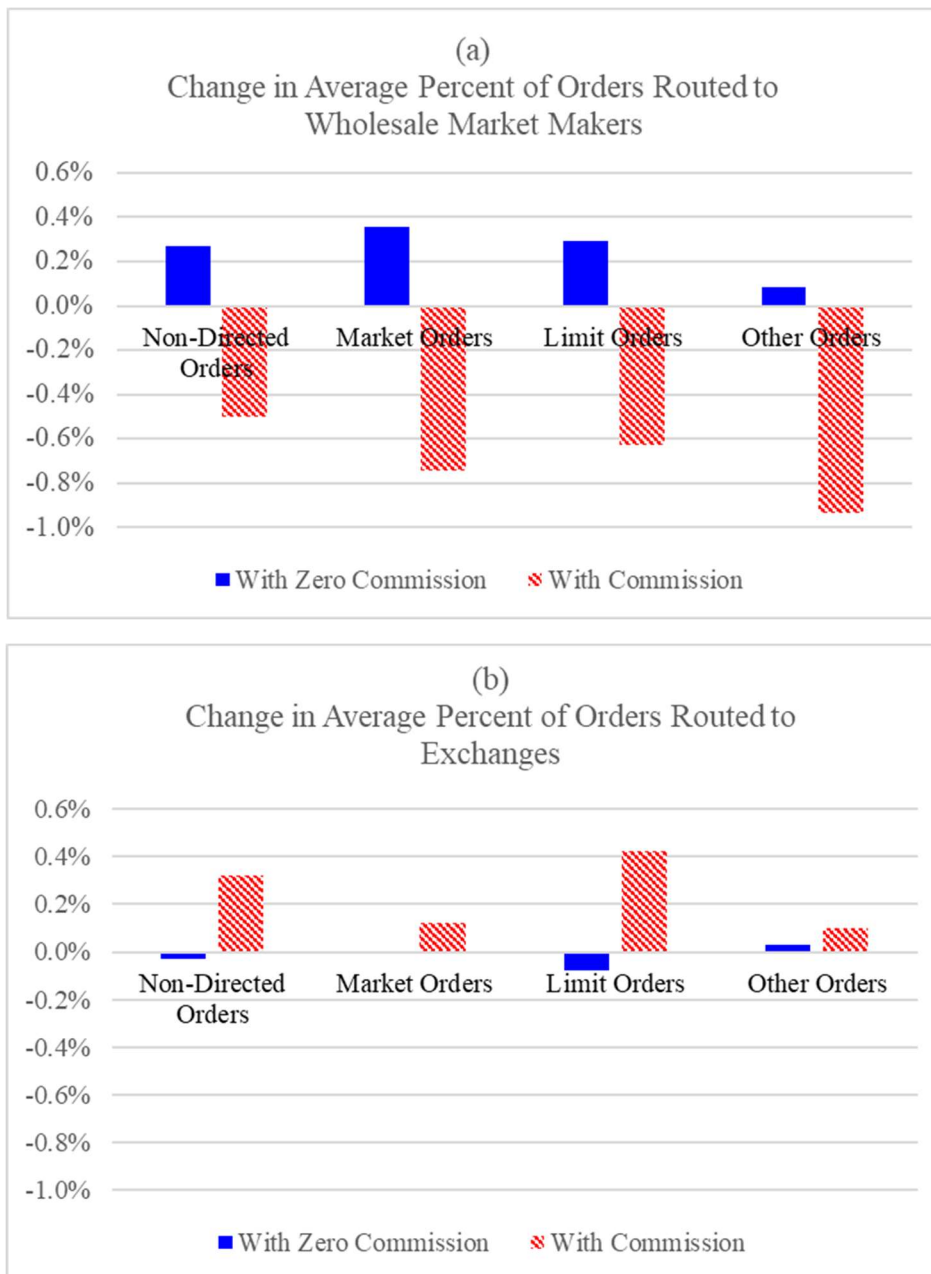 (a)
Change in Average Percent of Orders Routed to
Wholesale Market Makers
0.6%
0.4%
0.2%
0.0%
-0.2%
-0.4%
-0.6%
-0.8%
-1.0%
Non-Directed
Orders
Market Orders
Limit Orders
Other Orders
With Zero Commission
With Commission
(b)
Change in Average Percent of Orders Routed to
Exchanges
0.6%
0.4%
0.2%
0.0%
-0.2%
-0.4%
-0.6%
-0.8%
-1.0%
Non-Directed
Orders
Market Orders
Limit Orders
Other Orders
With Zero Commission
With Commission